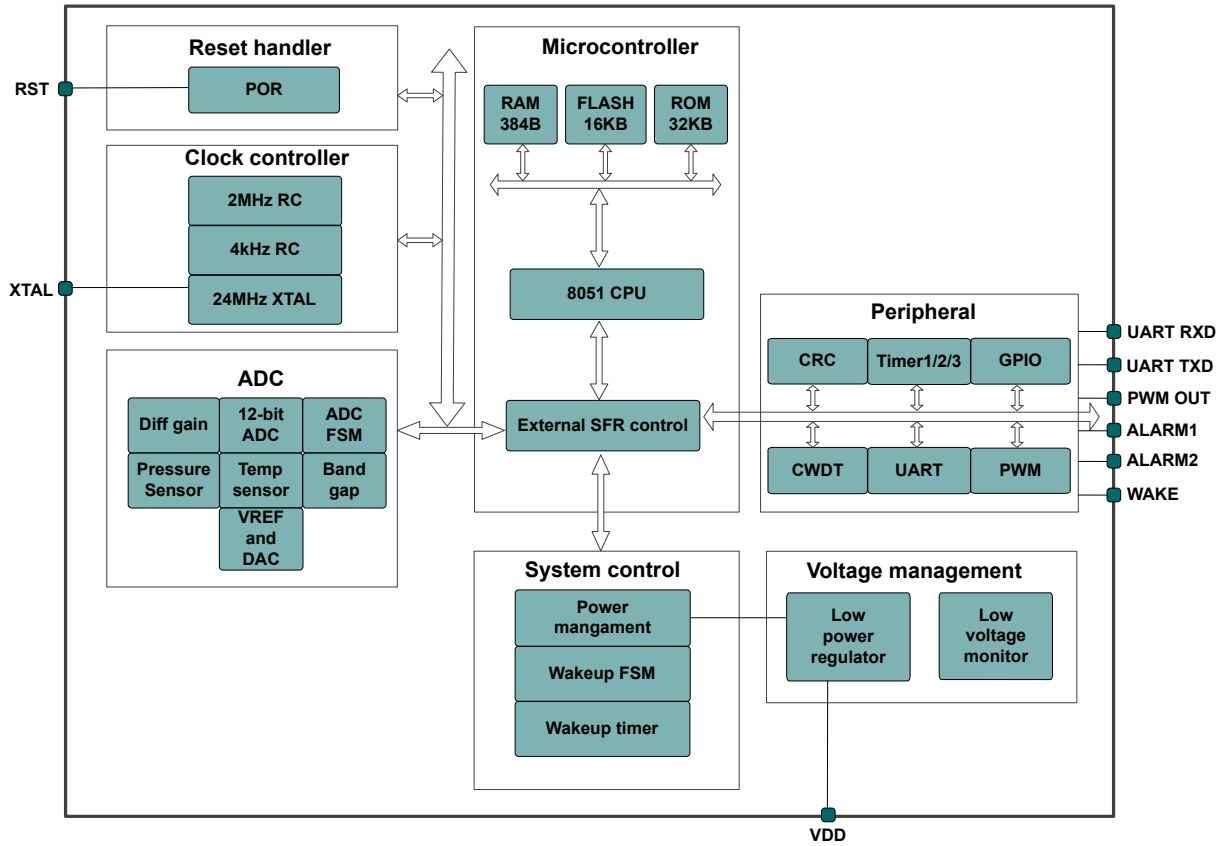 Reset handler
POR
RST
Clock controller
2MHz RC
4kHz RC
24MHz XTAL
XTAL
ADC
Diff gain
12-bit
ADC
ADC
FSM
Pressure
Sensor
Temp
sensor
Band
gap
VREF
and
DAC
Microcontroller
RAM
384B
FLASH
16KB
ROM
32KB
8051 CPU
External SFR control
Peripheral
CRC
Timer1/2/3
GPIO
CWDT
UART
PWM
UART RXD
UART TXD
PWM OUT
ALARM1
ALARM2
WAKE
System control
Power
mangament
Wakeup FSM
Wakeup timer
Voltage management
Low
power
regulator
Low
voltage
monitor
VDD